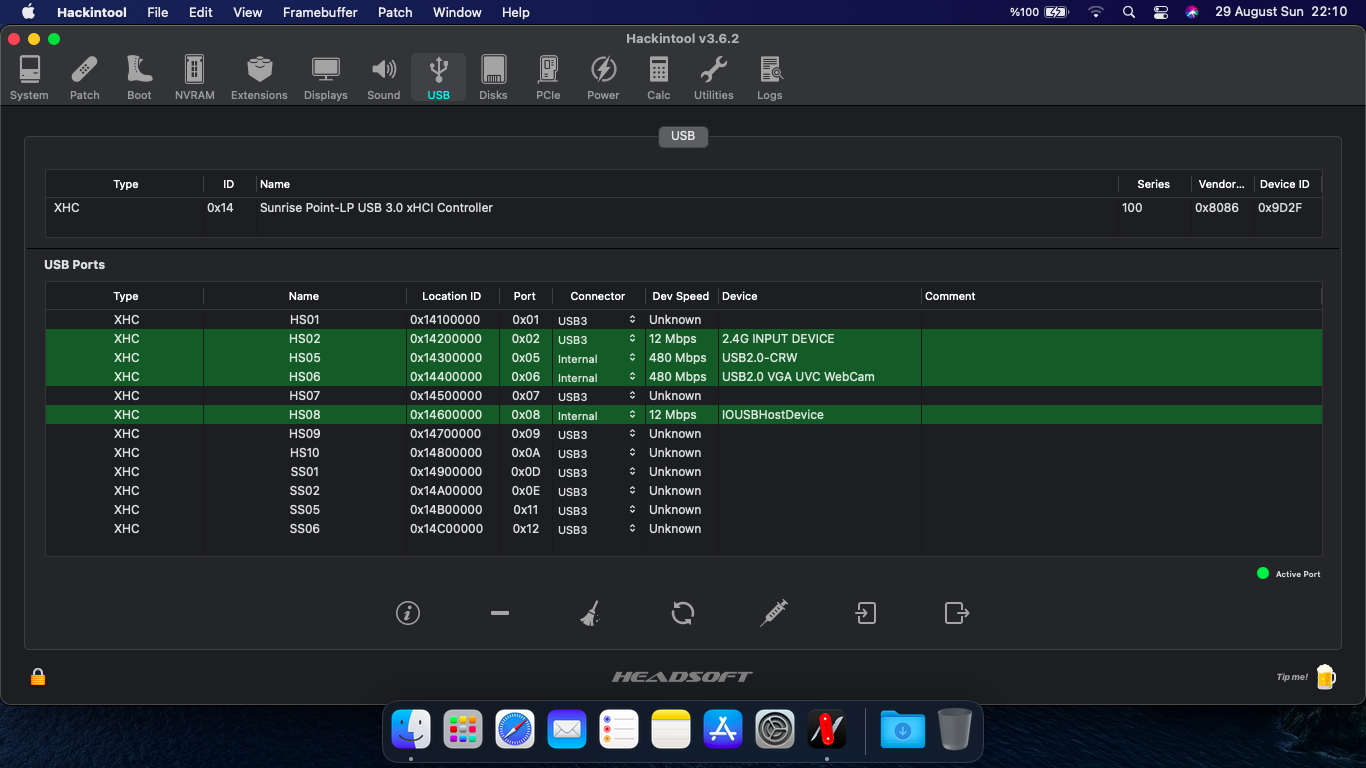 Hackintool File Edit View Framebuffer Patch Window Help %100 29 August Sun 22:10
Hackintool v3.6.2
System Patch Boot NVRAM Extensions Displays Sound USB Disks PCIe Power Calc Utilities Logs
USB
Type ID Name Series Vendor... Device ID
XHC 0x14 Sunrise Point-LP USB 3.0 xHCI Controller 100 0x8086 0x9D2F
USB Ports
Type Name Location ID Port Connector Dev Speed Device Comment
XHC HS01 0x14100000 0x01 USB3 Unknown
XHC HS02 0x14200000 0x02 USB3 12 Mbps 2.4G INPUT DEVICE
XHC HS05 0x14300000 0x05 Internal 480 Mbps USB2.0-CRW
XHC HS06 0x14400000 0x06 Internal 480 Mbps USB2.0 VGA UVC WebCam
XHC HS07 0x14500000 0x07 USB3 Unknown
XHC HS08 0x14600000 0x08 Internal 12 Mbps IOUSBHostDevice
XHC HS09 0x14700000 0x09 USB3 Unknown
XHC HS10 0x14800000 0x0A USB3 Unknown
XHC SS01 0x14900000 0x0D USB3 Unknown
XHC SS02 0x14A00000 0x0E USB3 Unknown
XHC SS05 0x14B00000 0x11 USB3 Unknown
XHC SS06 0x14C00000 0x12 USB3 Unknown
Active Port
HEADSOFT
Tip me!